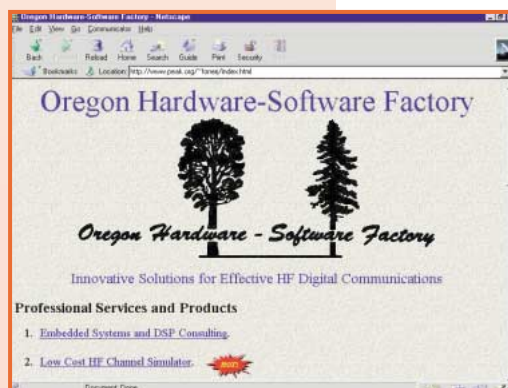 Oregon Hardware-Software Factory - Netscape
File Edit View Go Communicator Help
Back Reload Home Search Guide Print Security
Bookmarks Location: http://www.peak.org/~forrerj/index.html
Oregon Hardware-Software Factory
Oregon Hardware - Software Factory
Innovative Solutions for Effective HF Digital Communications
Professional Services and Products
1. Embedded Systems and DSP Consulting.
2. Low Cost HF Channel Simulator.
Document Done